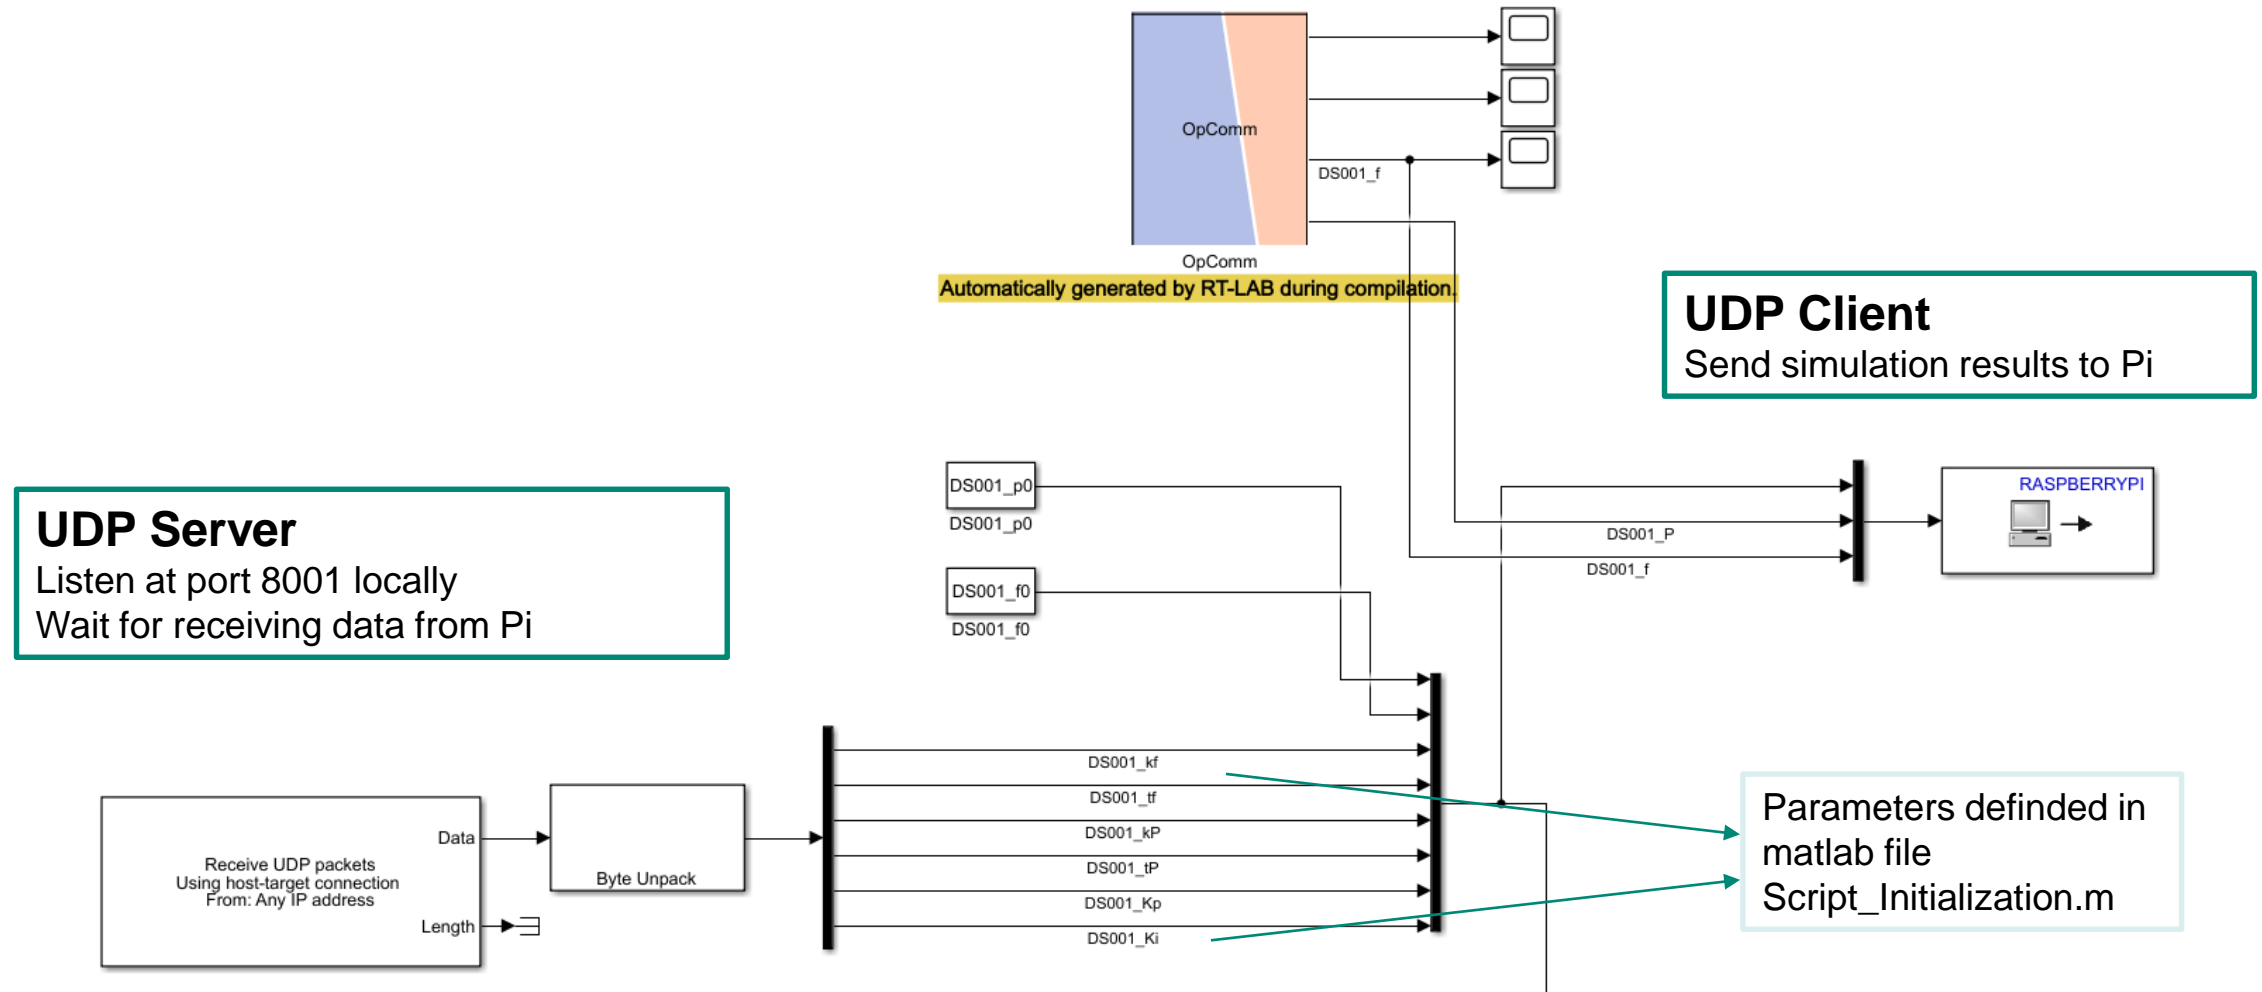 OpComm
DS001_f
OpComm
Automatically generated by RT-LAB during compilation.
UDP Client
Send simulation results to Pi
DS001_p0
DS001_p0
RASPBERRYPI
UDP Server
Listen at port 8001 locally
Wait for receiving data from Pi
DS001_P
DS001_f
DS001_f0
DS001_f0
DS001_kf
DS001_tf
DS001_kP
DS001_tP
DS001_Kp
DS001_Ki
Data
Receive UDP packets
Using host-target connection
From: Any IP address
Length
Byte Unpack
Parameters definded in
matlab file
Script_Initialization.m